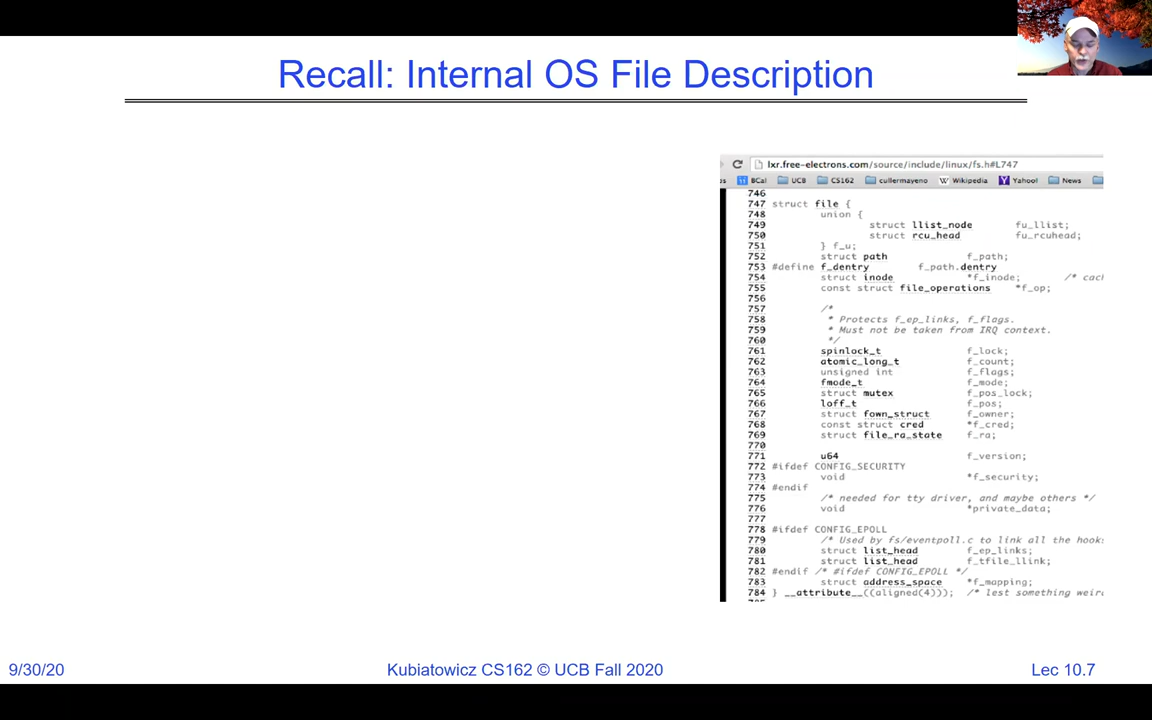 Recall: Internal OS File Description
lxr.free-electrons.com/source/include/linux/fs.h#L747
BCal UCB CS162 cullermayeno Wikipedia Yahoo! News
746
747 struct file {
748 union {
749 struct llist_node fu_llist;
750 struct rcu_head fu_rcuhead;
751 } f_u;
752 struct path f_path;
753 #define f_dentry f_path.dentry
754 struct inode *f_inode; /* cach
755 const struct file_operations *f_op;
756
757 /*
758 * Protects f_ep_links, f_flags.
759 * Must not be taken from IRQ context.
760 */
761 spinlock_t f_lock;
762 atomic_long_t f_count;
763 unsigned int f_flags;
764 fmode_t f_mode;
765 struct mutex f_pos_lock;
766 loff_t f_pos;
767 struct fown_struct f_owner;
768 const struct cred *f_cred;
769 struct file_ra_state f_ra;
770
771 u64 f_version;
772 #ifdef CONFIG_SECURITY
773 void *f_security;
774 #endif
775 /* needed for tty driver, and maybe others */
776 void *private_data;
777
778 #ifdef CONFIG_EPOLL
779 /* Used by fs/eventpoll.c to link all the hooks
780 struct list_head f_ep_links;
781 struct list_head f_tfile_llink;
782 #endif /* #ifdef CONFIG_EPOLL */
783 struct address_space *f_mapping;
784 } __attribute__((aligned(4))); /* lest something weir
9/30/20 Kubiatowicz CS162 © UCB Fall 2020 Lec 10.7